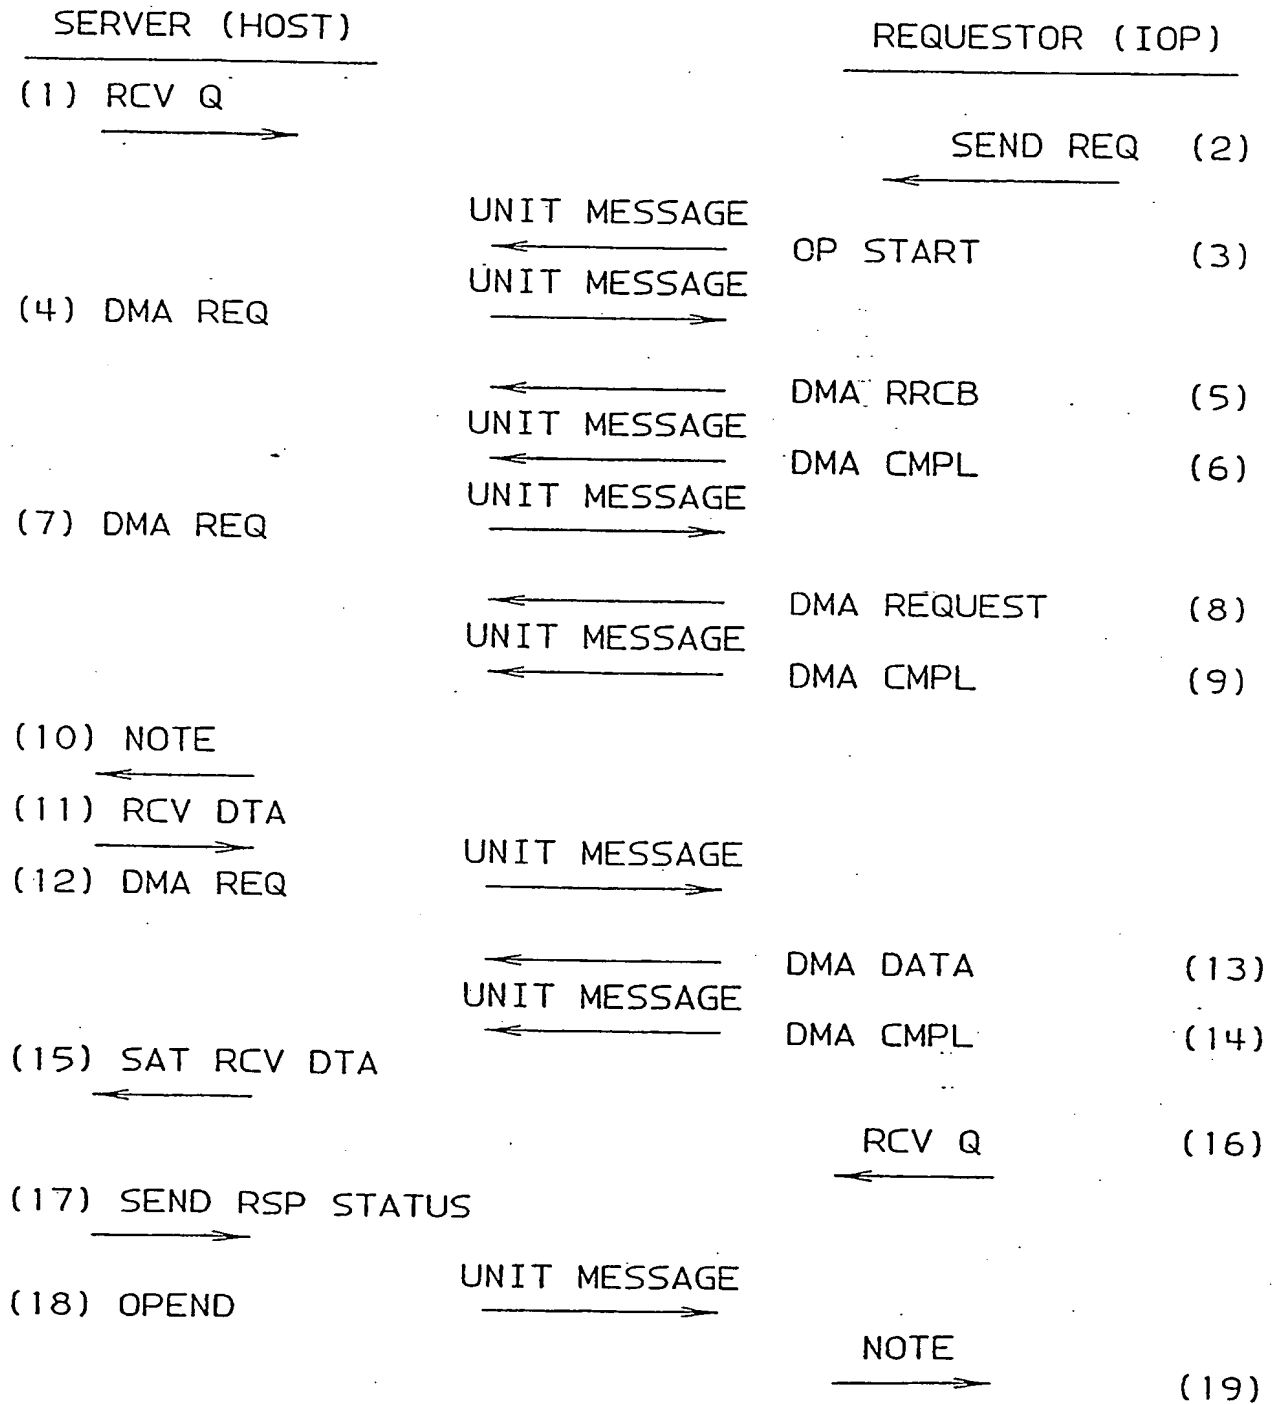 SERVER (HOST)
REQUESTOR (IOP)
(1) RCV Q
SEND REQ (2)
UNIT MESSAGE
OP START (3)
UNIT MESSAGE
(4) DMA REQ
DMA RRCB (5)
UNIT MESSAGE
DMA CMPL (6)
UNIT MESSAGE
(7) DMA REQ
DMA REQUEST (8)
UNIT MESSAGE
DMA CMPL (9)
(10) NOTE
(11) RCV DTA
UNIT MESSAGE
(12) DMA REQ
DMA DATA (13)
UNIT MESSAGE
DMA CMPL (14)
(15) SAT RCV DTA
RCV Q (16)
(17) SEND RSP STATUS
UNIT MESSAGE
(18) OPEND
NOTE
(19)